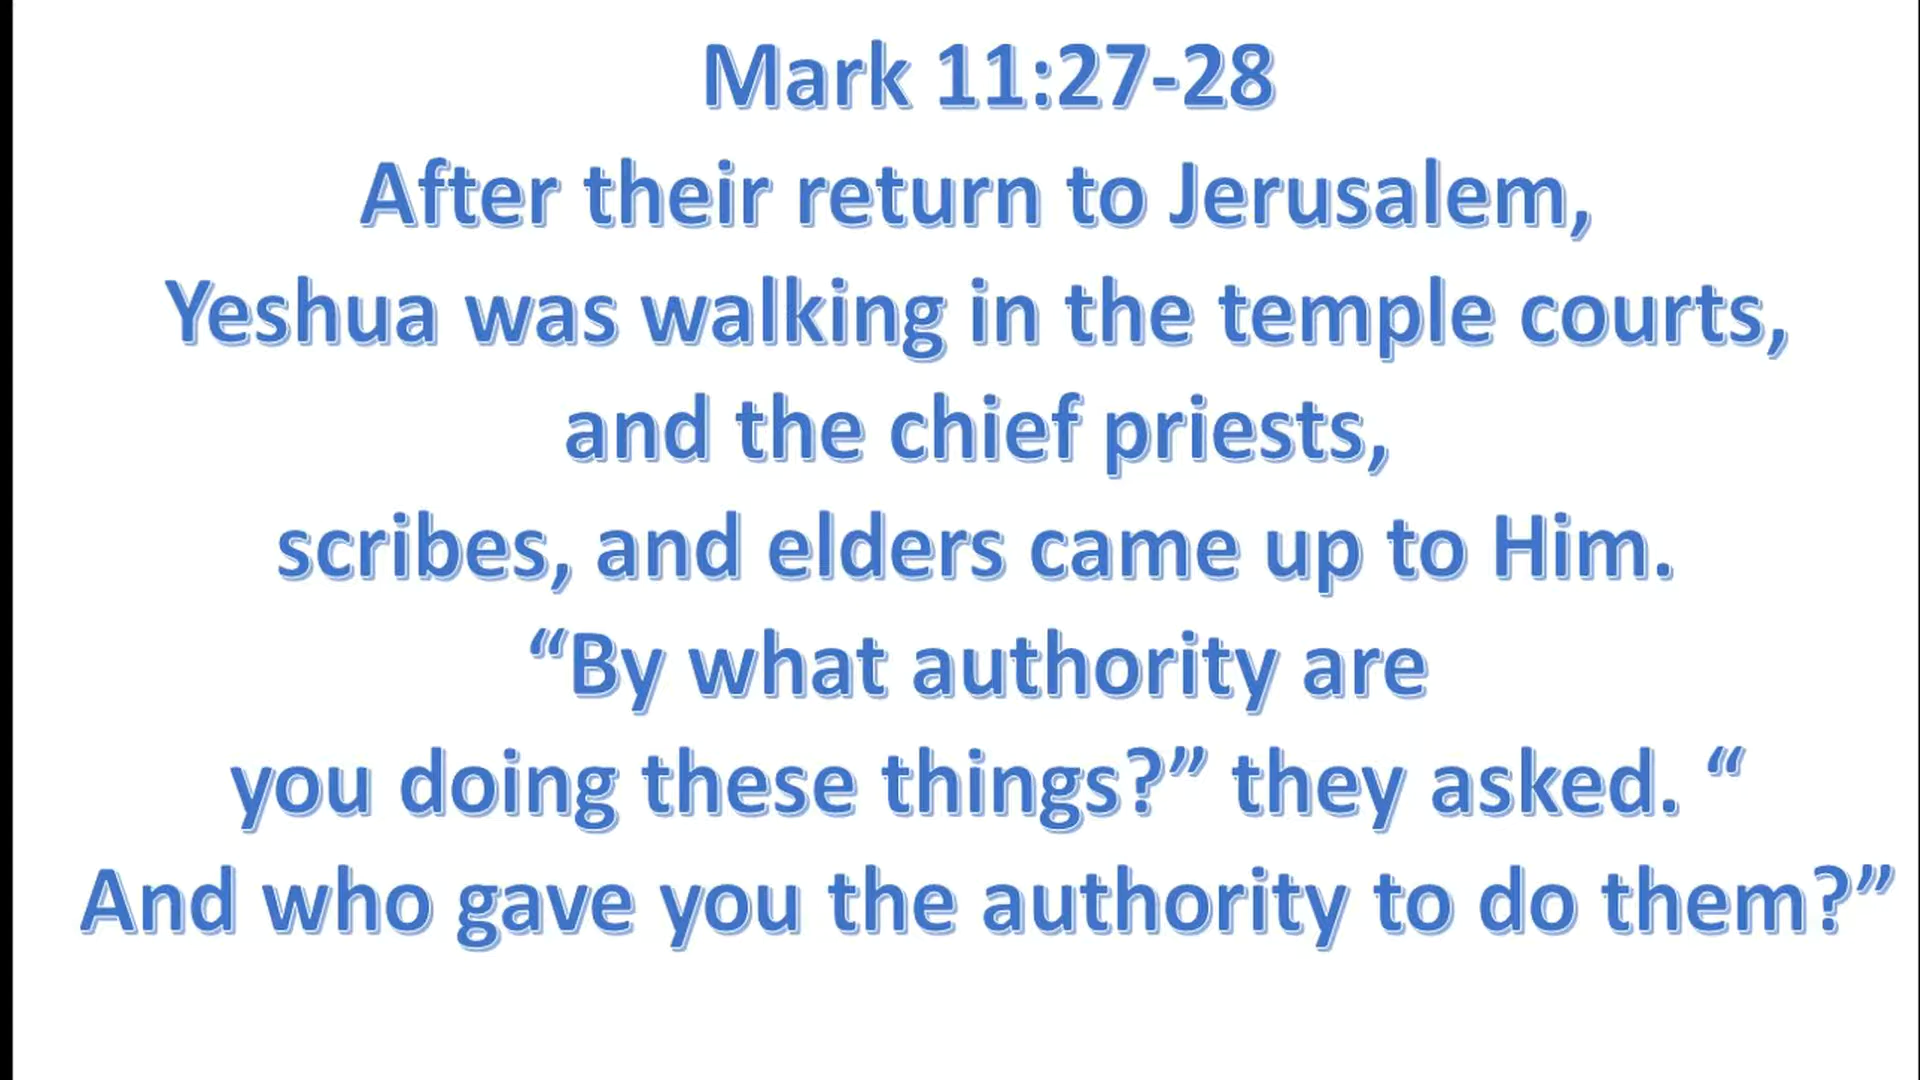 Mark 11:27-28
After their return to Jerusalem,
Yeshua was walking in the temple courts,
and the chief priests,
scribes, and elders came up to Him.
“By what authority are
you doing these things?” they asked. “
And who gave you the authority to do them?”